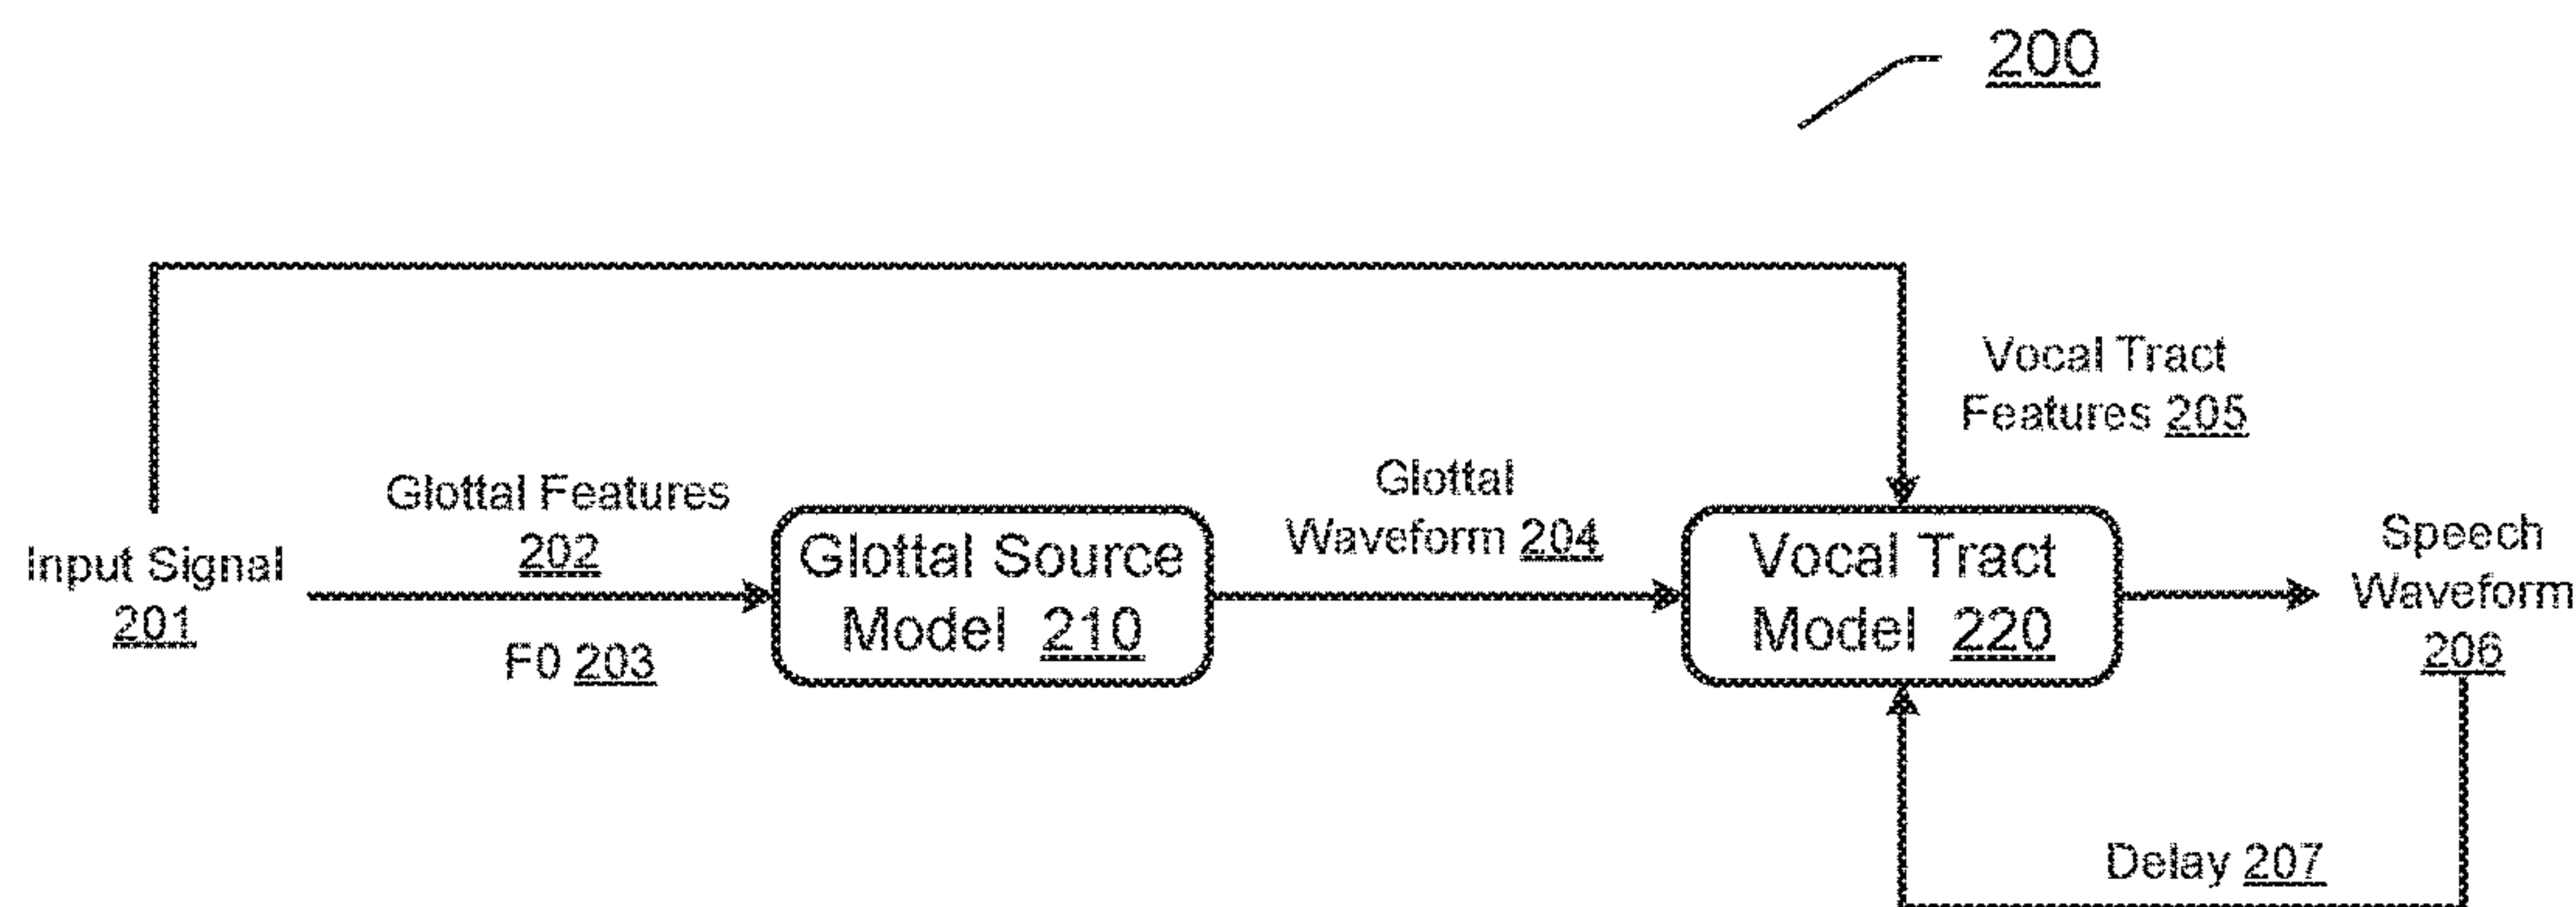 200
Vocal Tract
Features 205
Glottal Features
202
Glottal
Waveform 204
Input Signal
201
F0 203
Glottal Source
Model 210
Vocal Tract
Model 220
Speech
Waveform
206
Delay 207